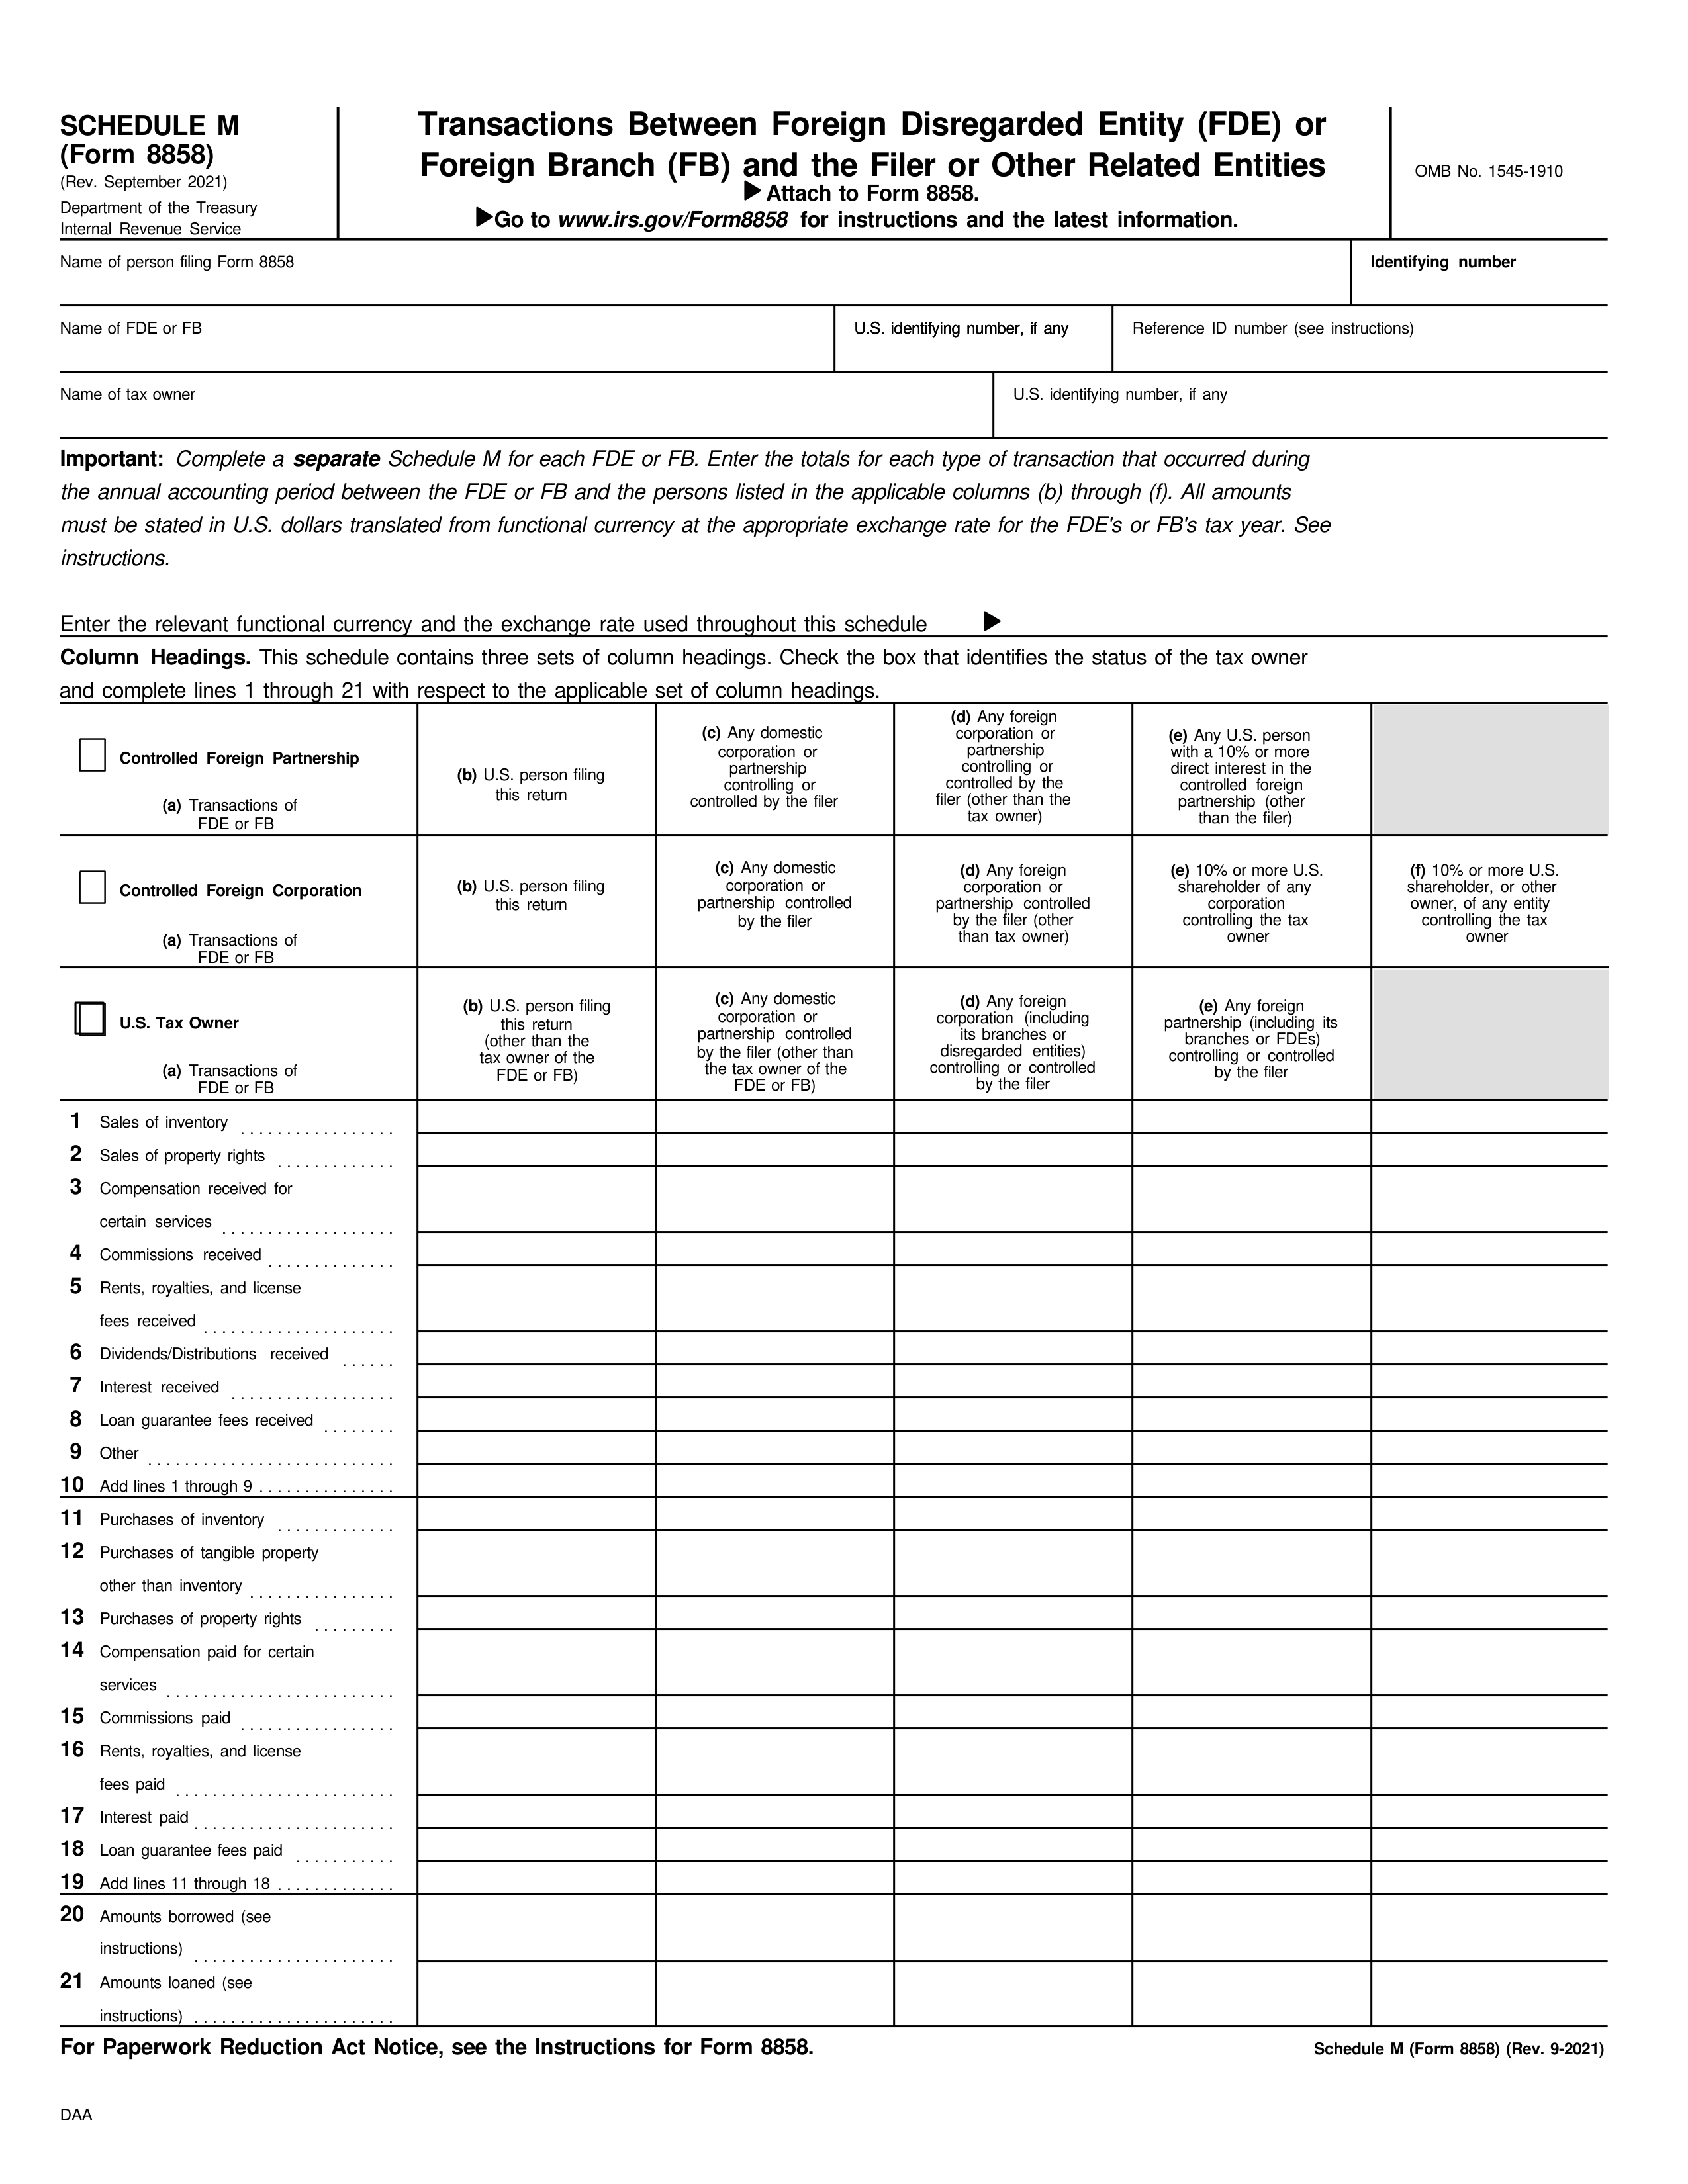 SCHEDULE M
(Form 8858)
(Rev. September 2021)
Department of the Treasury
Internal Revenue Service
Transactions Between Foreign Disregarded Entity (FDE) or
Foreign Branch (FB) and the Filer or Other Related Entities
▶Attach to Form 8858.
▶Go to www.irs.gov/Form8858 for instructions and the latest information.
OMB No. 1545-1910
Name of person filing Form 8858
Identifying number
Name of FDE or FB
U.S. identifying number, if any
Reference ID number (see instructions)
Name of tax owner
U.S. identifying number, if any
Important: Complete a separate Schedule M for each FDE or FB. Enter the totals for each type of transaction that occurred during
the annual accounting period between the FDE or FB and the persons listed in the applicable columns (b) through (f). All amounts
must be stated in U.S. dollars translated from functional currency at the appropriate exchange rate for the FDE's or FB's tax year. See
instructions.
Enter the relevant functional currency and the exchange rate used throughout this schedule ▶
Column Headings. This schedule contains three sets of column headings. Check the box that identifies the status of the tax owner
and complete lines 1 through 21 with respect to the applicable set of column headings.
Controlled Foreign Partnership
(a) Transactions of
FDE or FB
(b) U.S. person filing
this return
(c) Any domestic
corporation or
partnership
controlling or
controlled by the filer
(d) Any foreign
corporation or
partnership
controlling or
controlled by the
filer (other than the
tax owner)
(e) Any U.S. person
with a 10% or more
direct interest in the
controlled foreign
partnership (other
than the filer)
Controlled Foreign Corporation
(a) Transactions of
FDE or FB
(b) U.S. person filing
this return
(c) Any domestic
corporation or
partnership controlled
by the filer
(d) Any foreign
corporation or
partnership controlled
by the filer (other
than tax owner)
(e) 10% or more U.S.
shareholder of any
corporation
controlling the tax
owner
(f) 10% or more U.S.
shareholder, or other
owner, of any entity
controlling the tax
owner
U.S. Tax Owner
(a) Transactions of
FDE or FB
(b) U.S. person filing
this return
(other than the
tax owner of the
FDE or FB)
(c) Any domestic
corporation or
partnership controlled
by the filer (other than
the tax owner of the
FDE or FB)
(d) Any foreign
corporation (including
its branches or
disregarded entities)
controlling or controlled
by the filer
(e) Any foreign
partnership (including its
branches or FDEs)
controlling or controlled
by the filer
1 Sales of inventory
2 Sales of property rights
3 Compensation received for
certain services
4 Commissions received
5 Rents, royalties, and license
fees received
6 Dividends/Distributions received
7 Interest received
8 Loan guarantee fees received
9 Other
10 Add lines 1 through 9
11 Purchases of inventory
12 Purchases of tangible property
other than inventory
13 Purchases of property rights
14 Compensation paid for certain
services
15 Commissions paid
16 Rents, royalties, and license
fees paid
17 Interest paid
18 Loan guarantee fees paid
19 Add lines 11 through 18
20 Amounts borrowed (see
instructions)
21 Amounts loaned (see
instructions)
For Paperwork Reduction Act Notice, see the Instructions for Form 8858.
Schedule M (Form 8858) (Rev. 9-2021)
DAA